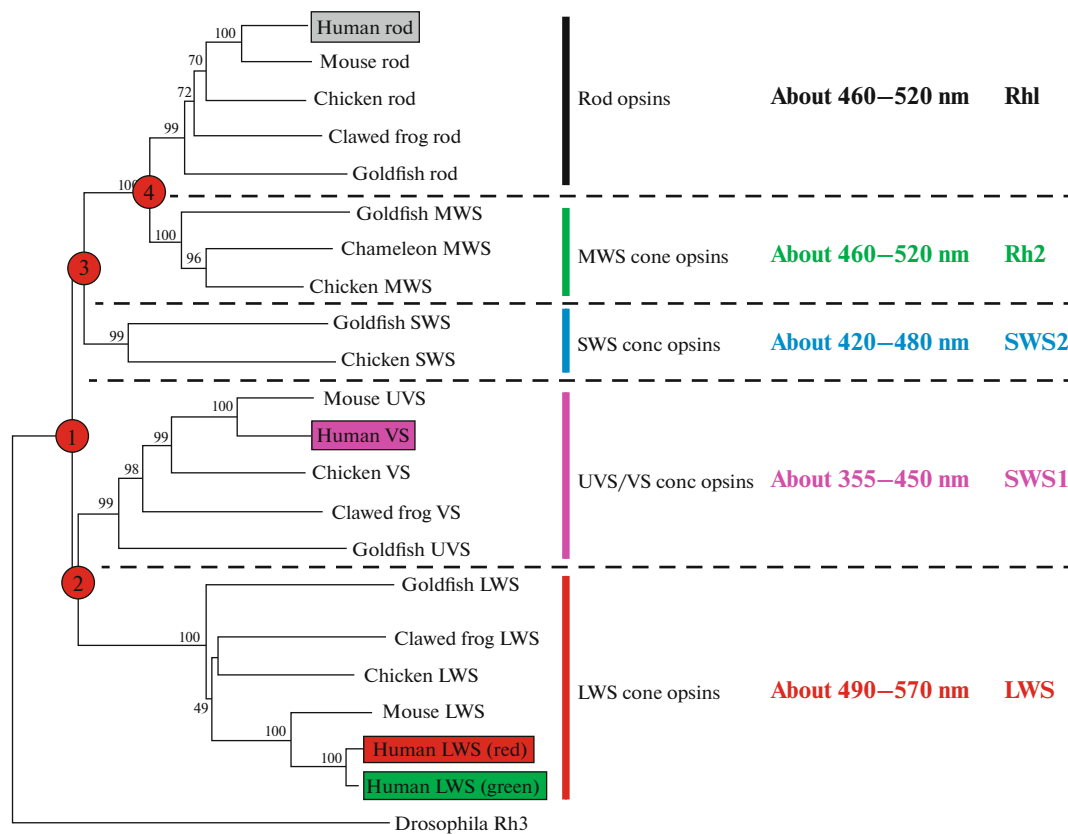 100
Human rod
Mouse rod
70
72
Chicken rod
99
Clawed frog rod
Goldfish rod
Rod opsins
About 460–520 nm
Rhl
100
4
Goldfish MWS
100
Chameleon MWS
96
Chicken MWS
MWS cone opsins
About 460–520 nm
Rh2
3
Goldfish SWS
99
Chicken SWS
SWS conc opsins
About 420–480 nm
SWS2
1
Mouse UVS
100
Human VS
99
Chicken VS
98
Clawed frog VS
99
Goldfish UVS
UVS/VS conc opsins
About 355–450 nm
SWS1
2
Goldfish LWS
100
Clawed frog LWS
Chicken LWS
49
Mouse LWS
100
Human LWS (red)
100
Human LWS (green)
LWS cone opsins
About 490–570 nm
LWS
Drosophila Rh3